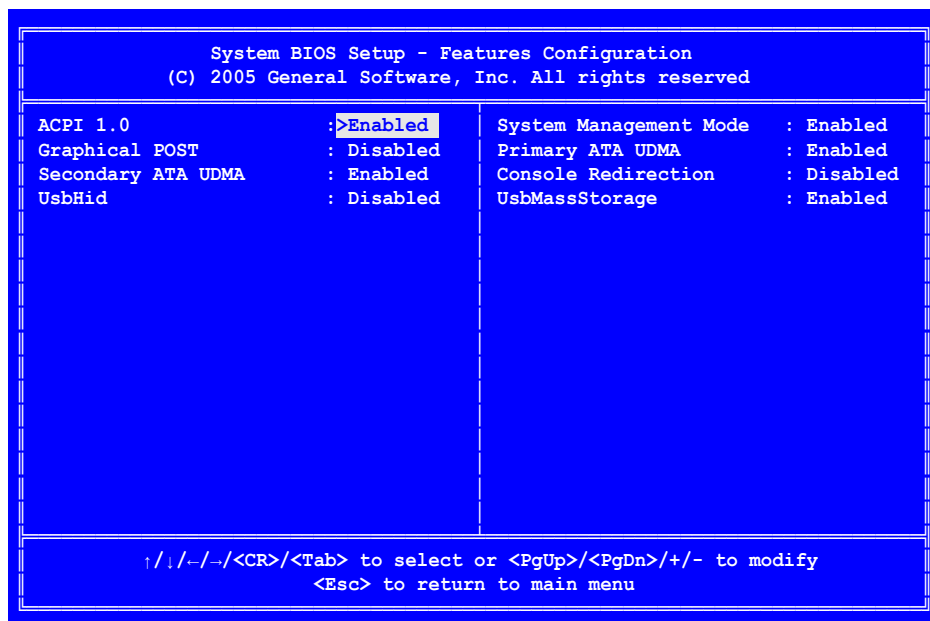 System BIOS Setup - Features Configuration
(C) 2005 General Software, Inc. All rights reserved
ACPI 1.0 :>Enabled
Graphical POST : Disabled
Secondary ATA UDMA : Enabled
UsbHid : Disabled
System Management Mode : Enabled
Primary ATA UDMA : Enabled
Console Redirection : Disabled
UsbMassStorage : Enabled
↑/↓/←/→/<CR>/<Tab> to select or <PgUp>/<PgDn>/+/- to modify
<Esc> to return to main menu